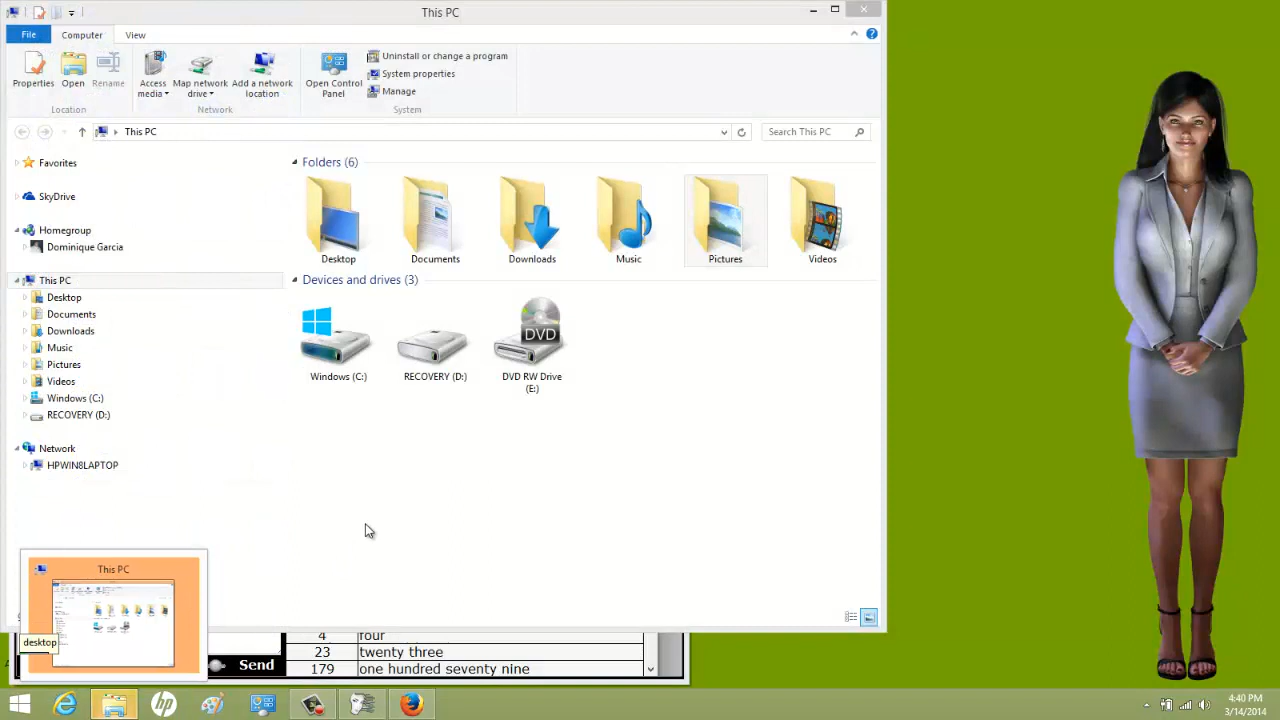 This PC
File
Computer
View
Properties
Open
Rename
Access media
Map network drive
Add a network location
Open Control Panel
Uninstall or change a program
System properties
Manage
Location
Network
System
This PC
Search This PC
Favorites
SkyDrive
Homegroup
Dominique Garcia
This PC
Desktop
Documents
Downloads
Music
Pictures
Videos
Windows (C:)
RECOVERY (D:)
Network
HPWIN8LAPTOP
Folders (6)
Desktop
Documents
Downloads
Music
Pictures
Videos
Devices and drives (3)
DVD
Windows (C:)
RECOVERY (D:)
DVD RW Drive
(E:)
This PC
desktop
4 four
23 twenty three
Send
179 one hundred seventy nine
hp
4:40 PM
3/14/2014